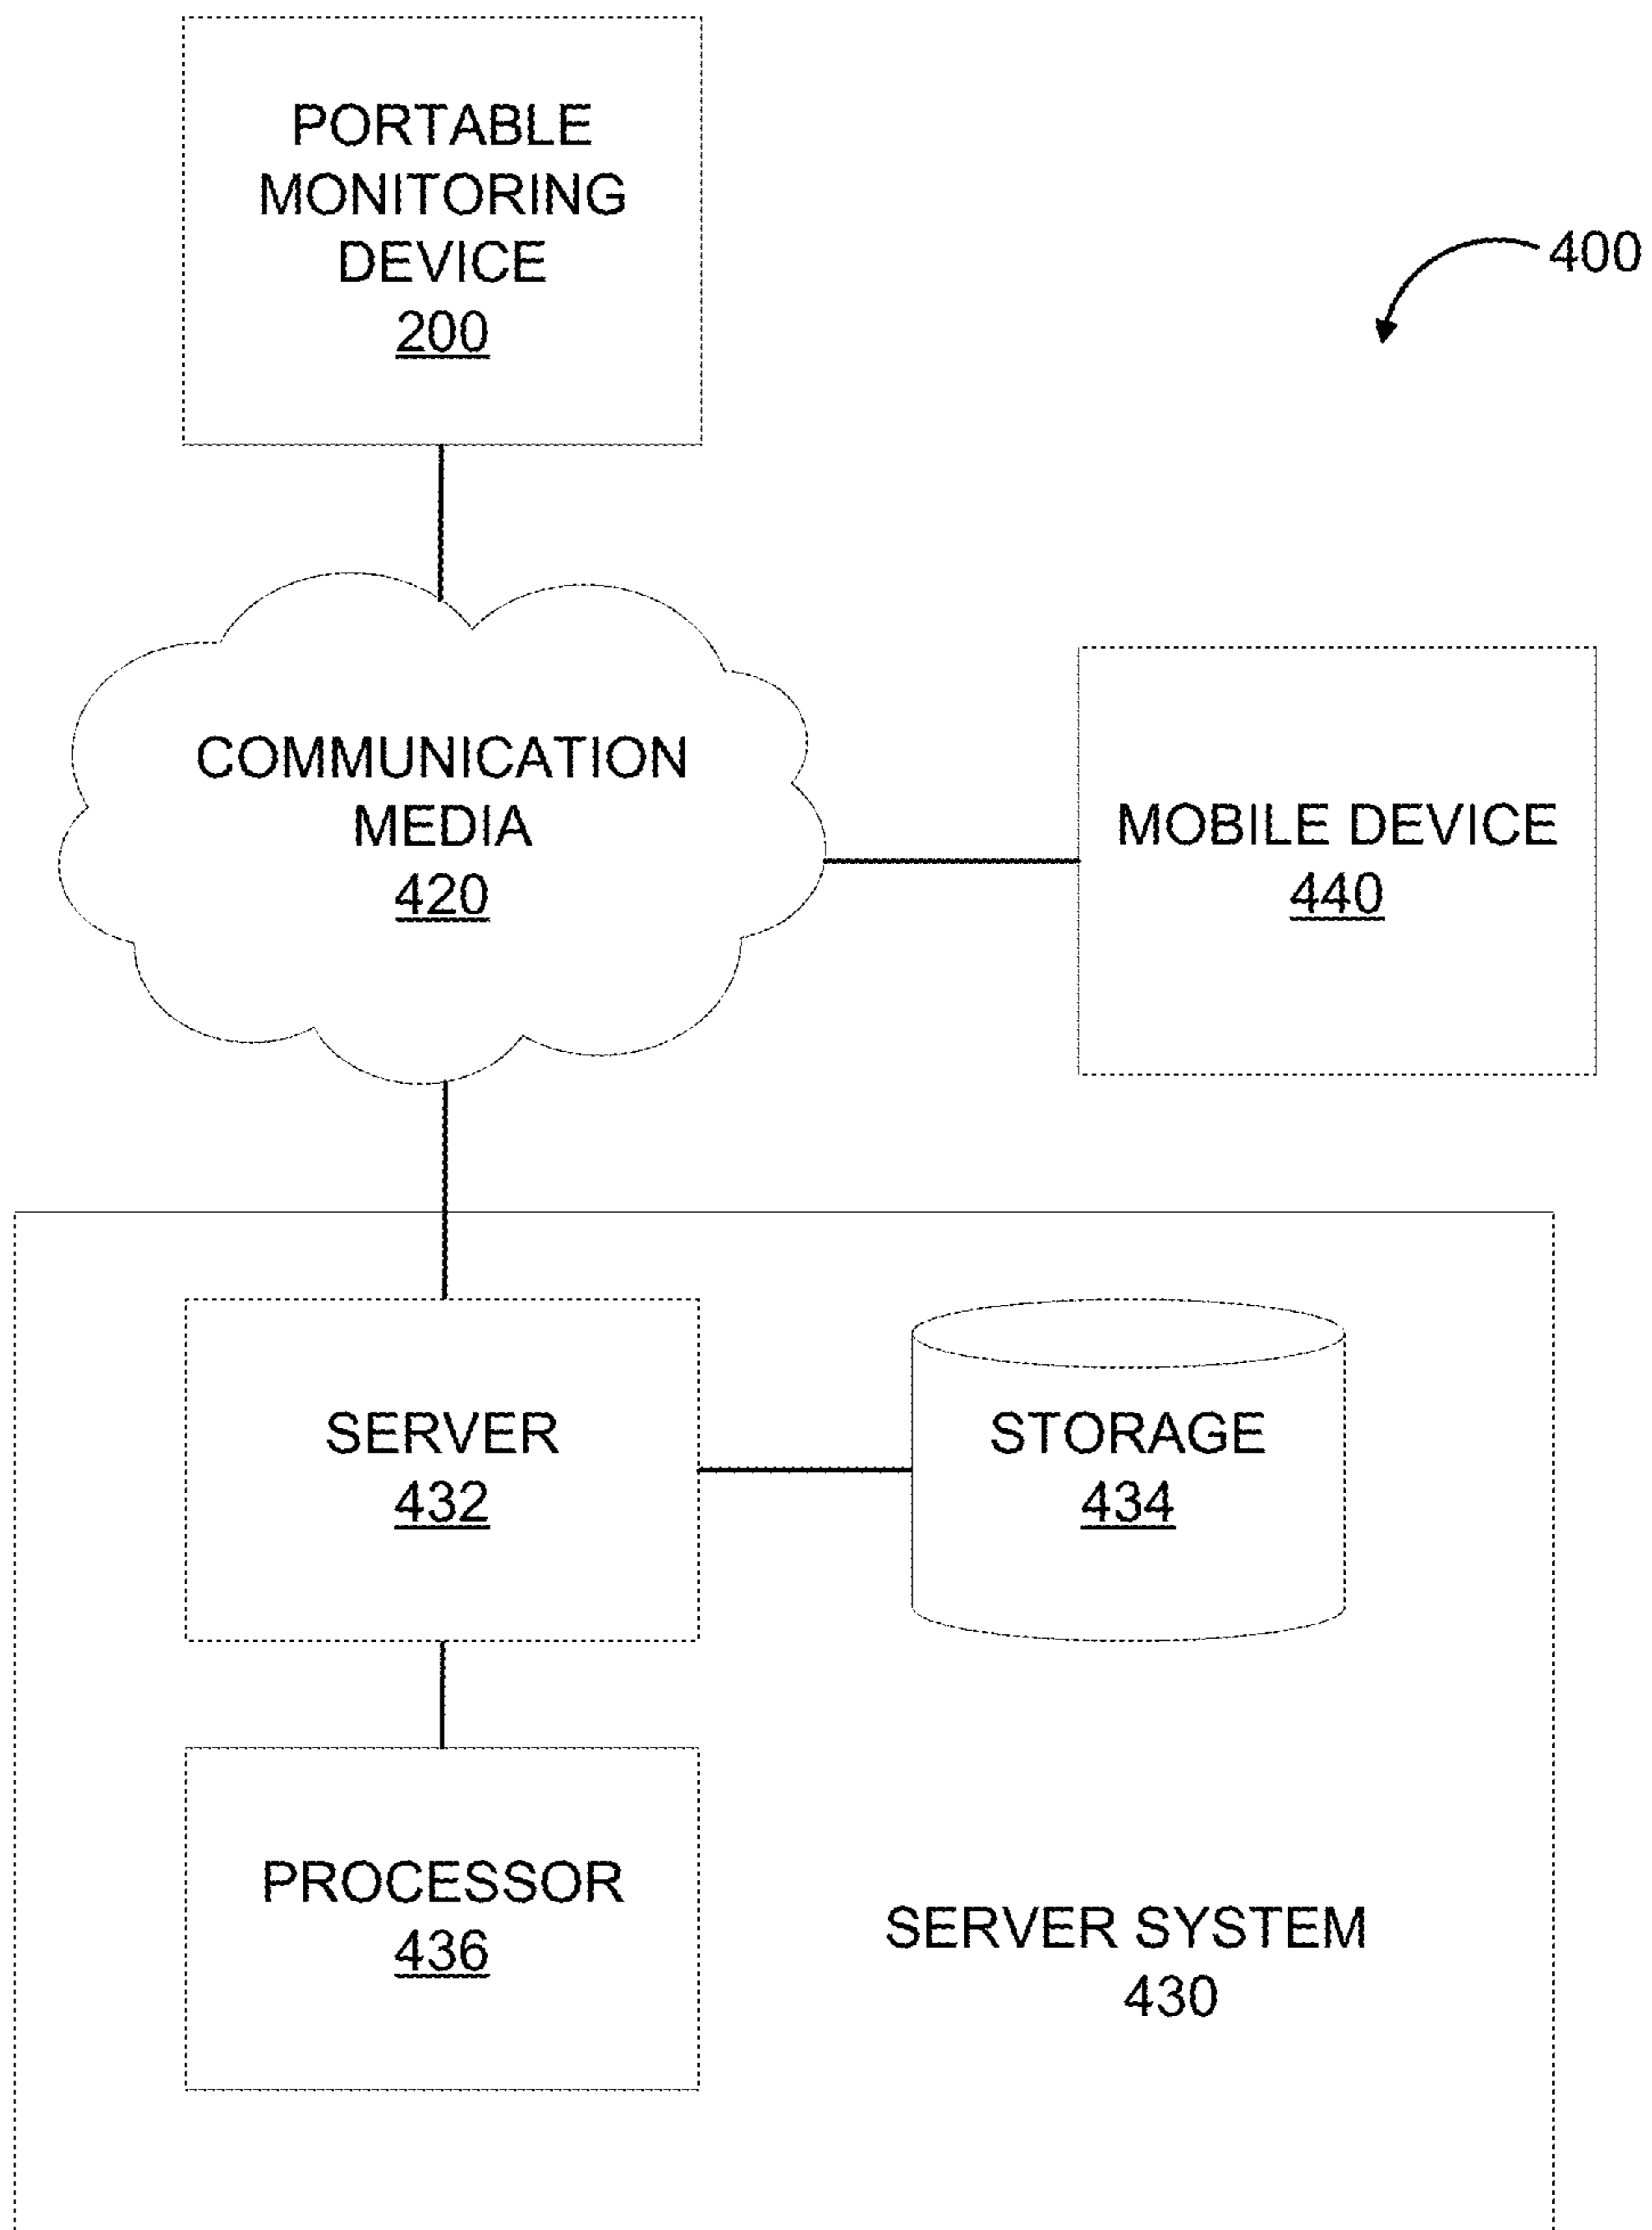 PORTABLE
MONITORING
DEVICE
200
400
COMMUNICATION
MEDIA
420
MOBILE DEVICE
440
SERVER
432
STORAGE
434
PROCESSOR
436
SERVER SYSTEM
430